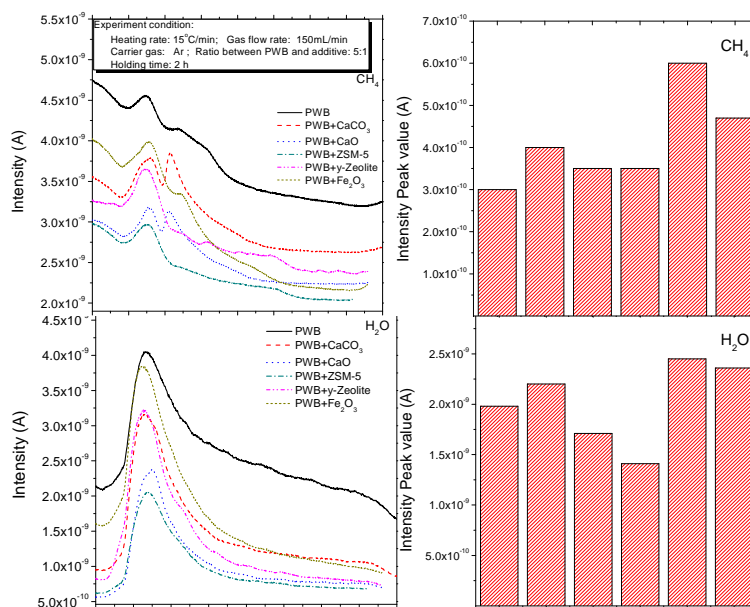 Experiment condition:
Heating rate: 15°C/min; Gas flow rate: 150mL/min
Carrier gas: Ar ; Ratio between PWB and additive: 5:1
Holding time: 2 h
CH₄
5.0x10⁻⁹
4.5x10⁻⁹
4.0x10⁻⁹
3.5x10⁻⁹
3.0x10⁻⁹
2.5x10⁻⁹
2.0x10⁻⁹
Intensity (A)
PWB
PWB+CaCO₃
PWB+CaO
PWB+ZSM-5
PWB+y-Zeolite
PWB+Fe₂O₃
7.0x10⁻¹⁰
6.0x10⁻¹⁰
5.0x10⁻¹⁰
4.0x10⁻¹⁰
3.0x10⁻¹⁰
2.0x10⁻¹⁰
1.0x10⁻¹⁰
Intensity Peak value (A)
CH₄
4.5x10⁻⁹
4.0x10⁻⁹
3.5x10⁻⁹
3.0x10⁻⁹
2.5x10⁻⁹
2.0x10⁻⁹
1.5x10⁻⁹
1.0x10⁻⁹
5.0x10⁻¹⁰
Intensity (A)
H₂O
PWB
PWB+CaCO₃
PWB+CaO
PWB+ZSM-5
PWB+y-Zeolite
PWB+Fe₂O₃
2.5x10⁻⁹
2.0x10⁻⁹
1.5x10⁻⁹
1.0x10⁻⁹
5.0x10⁻¹⁰
Intensity Peak value (A)
H₂O